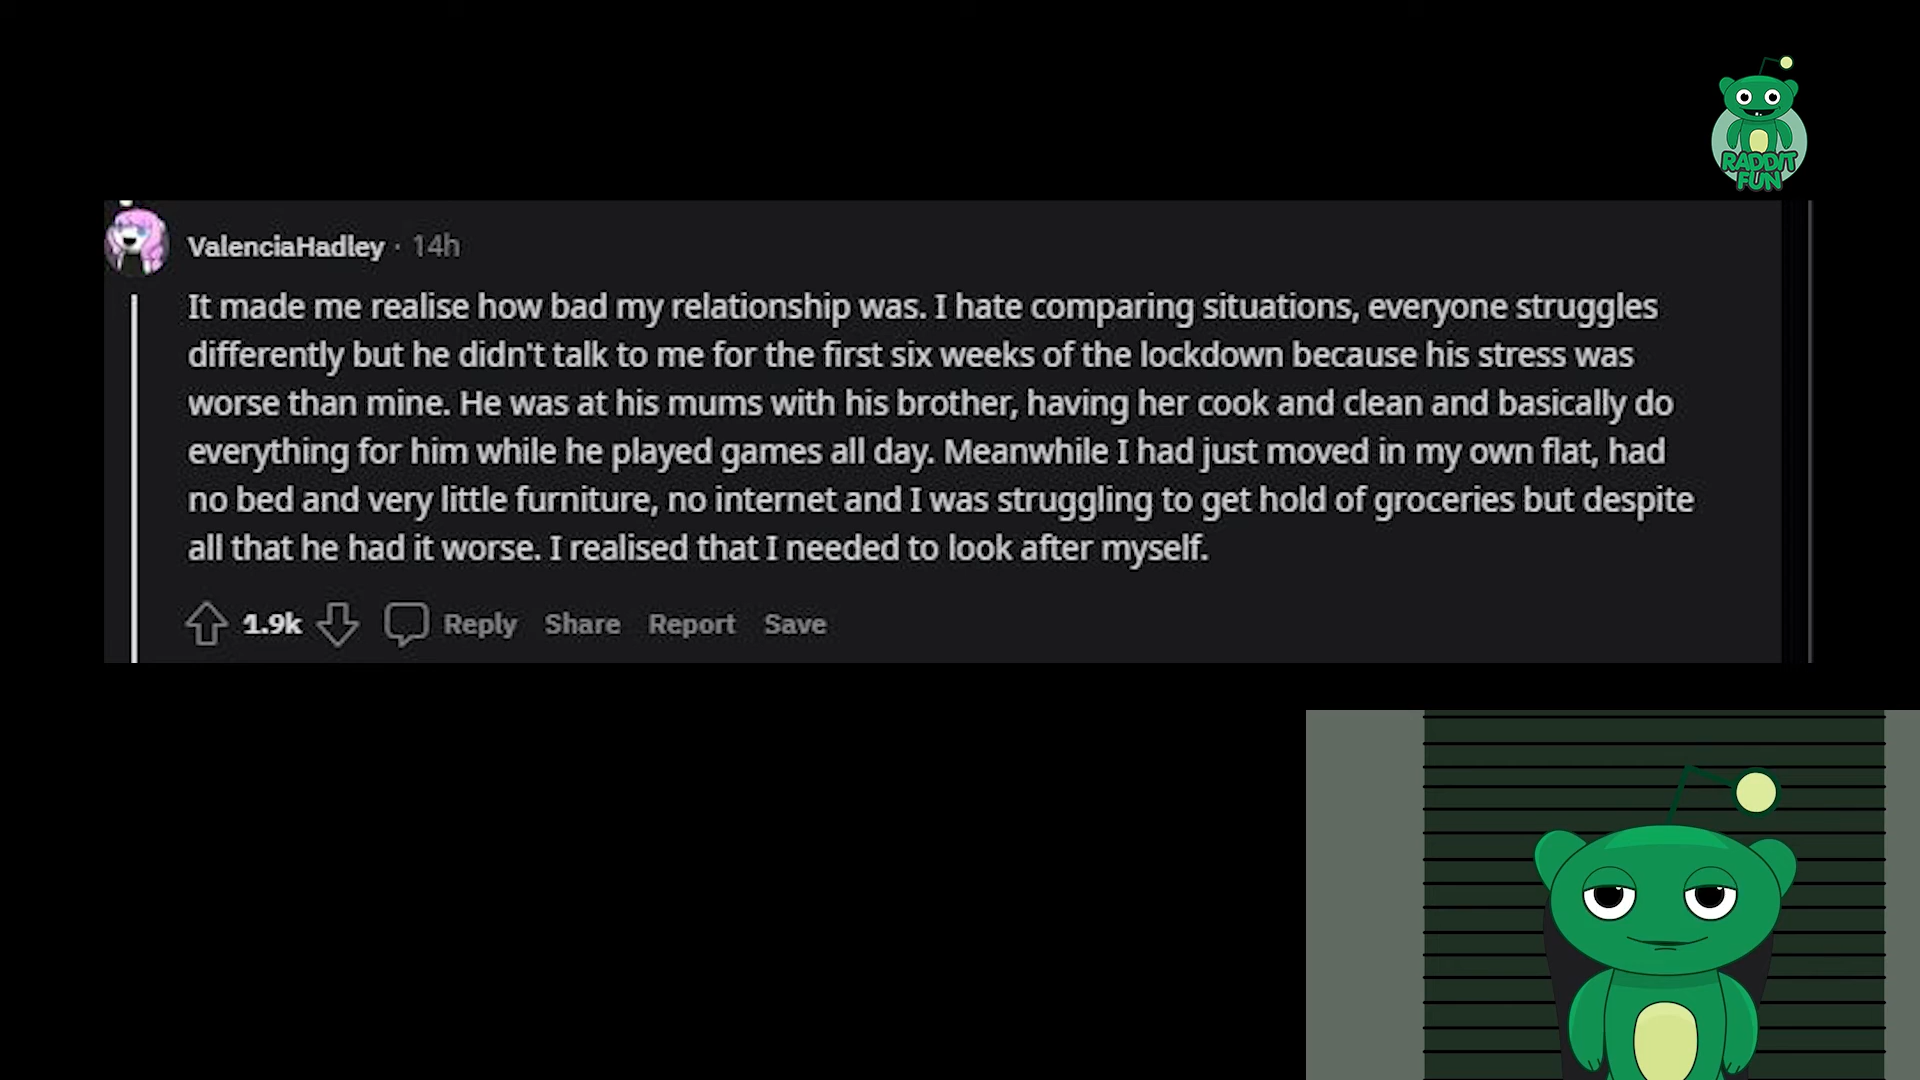 RADDIT
FUN
ValenciaHadley · 14h
It made me realise how bad my relationship was. I hate comparing situations, everyone struggles
differently but he didn't talk to me for the first six weeks of the lockdown because his stress was
worse than mine. He was at his mums with his brother, having her cook and clean and basically do
everything for him while he played games all day. Meanwhile I had just moved in my own flat, had
no bed and very little furniture, no internet and I was struggling to get hold of groceries but despite
all that he had it worse. I realised that I needed to look after myself.
1.9k Reply Share Report Save